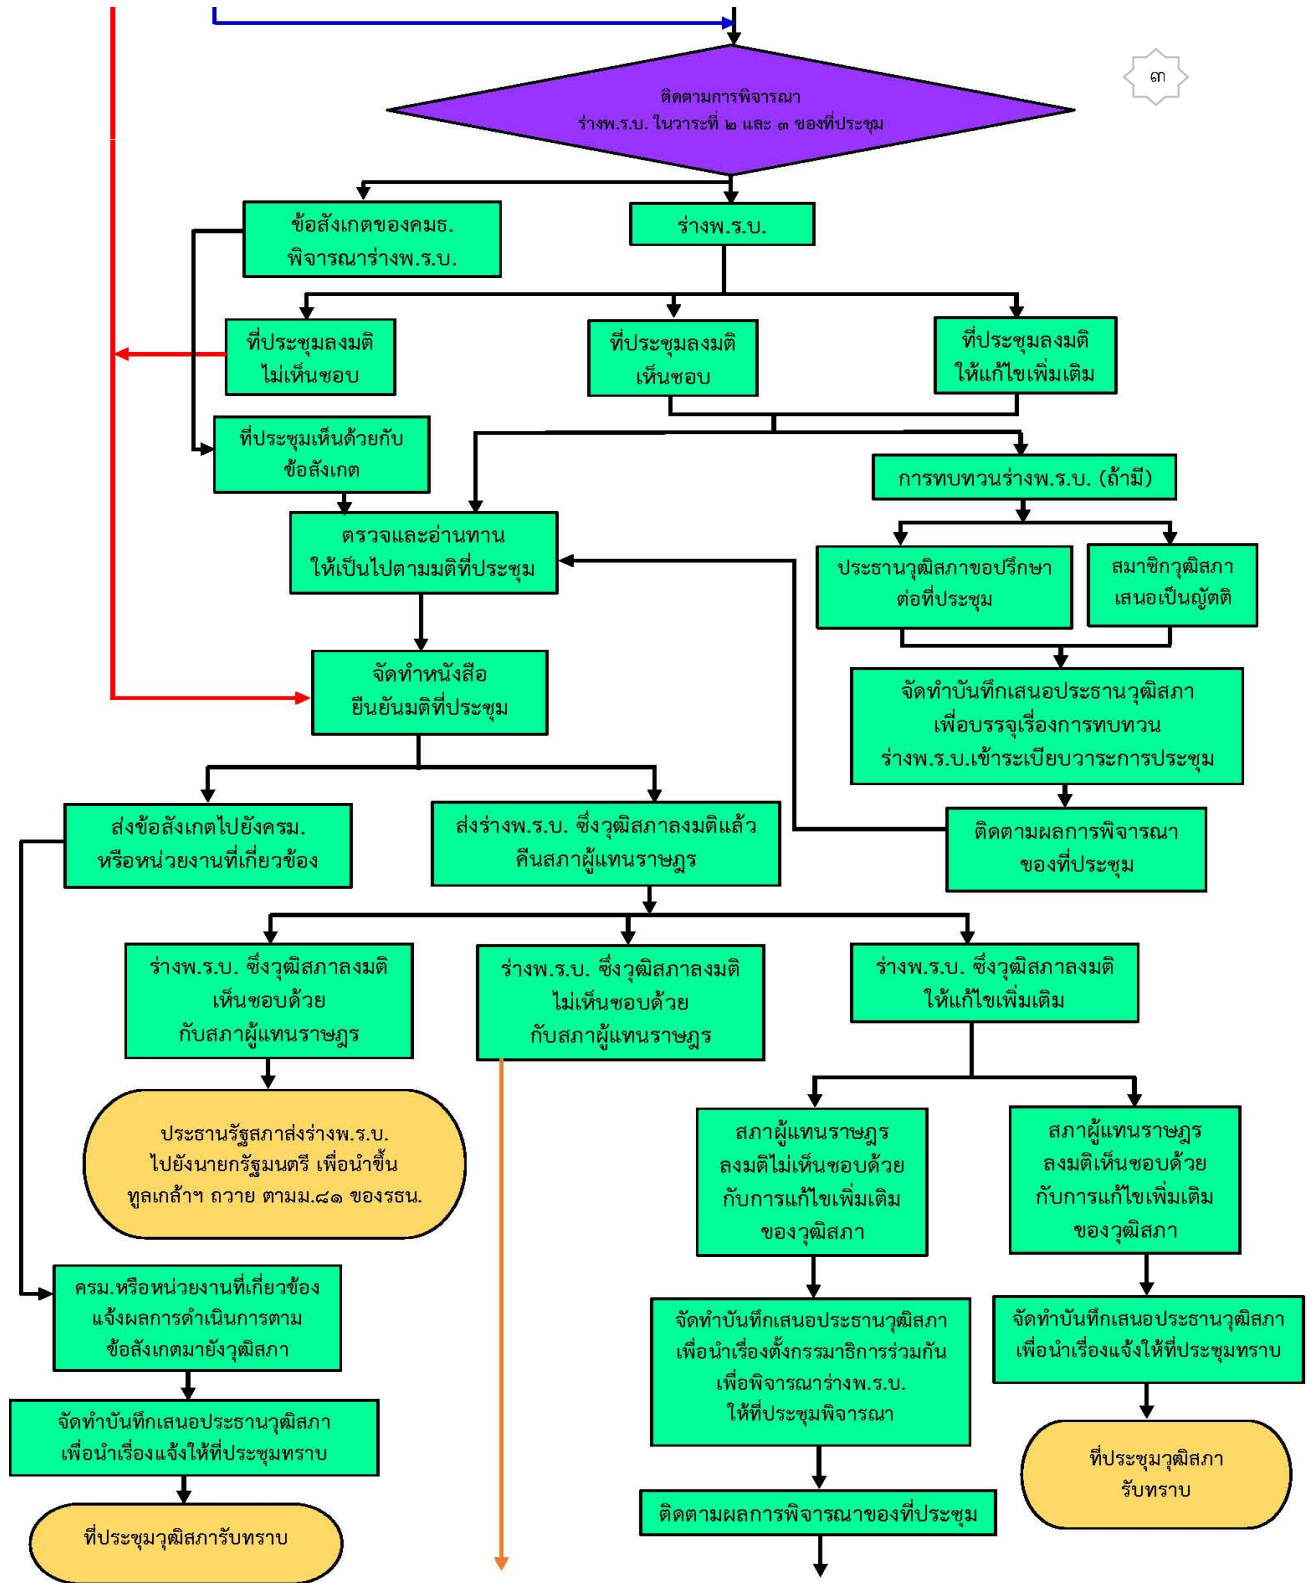 ๓
ติดตามการพิจารณา
ร่างพ.ร.บ. ในวาระที่ ๒ และ ๓ ของที่ประชุม
ข้อสังเกตของคมธ.
พิจารณาร่างพ.ร.บ.
ร่างพ.ร.บ.
ที่ประชุมลงมติ
ไม่เห็นชอบ
ที่ประชุมลงมติ
เห็นชอบ
ที่ประชุมลงมติ
ให้แก้ไขเพิ่มเติม
ที่ประชุมเห็นด้วยกับ
ข้อสังเกต
การทบทวนร่างพ.ร.บ. (ถ้ามี)
ตรวจและอ่านทาน
ให้เป็นไปตามมติที่ประชุม
ประธานวุฒิสภาขอปรึกษา
ต่อที่ประชุม
สมาชิกวุฒิสภา
เสนอเป็นญัตติ
จัดทำหนังสือ
ยืนยันมติที่ประชุม
จัดทำบันทึกเสนอประธานวุฒิสภา
เพื่อบรรจุเรื่องการทบทวน
ร่างพ.ร.บ.เข้าระเบียบวาระการประชุม
ส่งข้อสังเกตไปยังครม.
หรือหน่วยงานที่เกี่ยวข้อง
ส่งร่างพ.ร.บ. ซึ่งวุฒิสภาลงมติแล้ว
คืนสภาผู้แทนราษฎร
ติดตามผลการพิจารณา
ของที่ประชุม
ร่างพ.ร.บ. ซึ่งวุฒิสภาลงมติ
เห็นชอบด้วย
กับสภาผู้แทนราษฎร
ร่างพ.ร.บ. ซึ่งวุฒิสภาลงมติ
ไม่เห็นชอบด้วย
กับสภาผู้แทนราษฎร
ร่างพ.ร.บ. ซึ่งวุฒิสภาลงมติ
ให้แก้ไขเพิ่มเติม
ประธานรัฐสภาส่งร่างพ.ร.บ.
ไปยังนายกรัฐมนตรี เพื่อนำขึ้น
ทูลเกล้าฯ ถวาย ตามม.๘๑ ของรธน.
สภาผู้แทนราษฎร
ลงมติไม่เห็นชอบด้วย
กับการแก้ไขเพิ่มเติม
ของวุฒิสภา
สภาผู้แทนราษฎร
ลงมติเห็นชอบด้วย
กับการแก้ไขเพิ่มเติม
ของวุฒิสภา
ครม.หรือหน่วยงานที่เกี่ยวข้อง
แจ้งผลการดำเนินการตาม
ข้อสังเกตมายังวุฒิสภา
จัดทำบันทึกเสนอประธานวุฒิสภา
เพื่อนำเรื่องตั้งกรรมาธิการร่วมกัน
เพื่อพิจารณาร่างพ.ร.บ.
ให้ที่ประชุมพิจารณา
จัดทำบันทึกเสนอประธานวุฒิสภา
เพื่อนำเรื่องแจ้งให้ที่ประชุมทราบ
จัดทำบันทึกเสนอประธานวุฒิสภา
เพื่อนำเรื่องแจ้งให้ที่ประชุมทราบ
ที่ประชุมวุฒิสภา
รับทราบ
ติดตามผลการพิจารณาของที่ประชุม
ที่ประชุมวุฒิสภารับทราบ